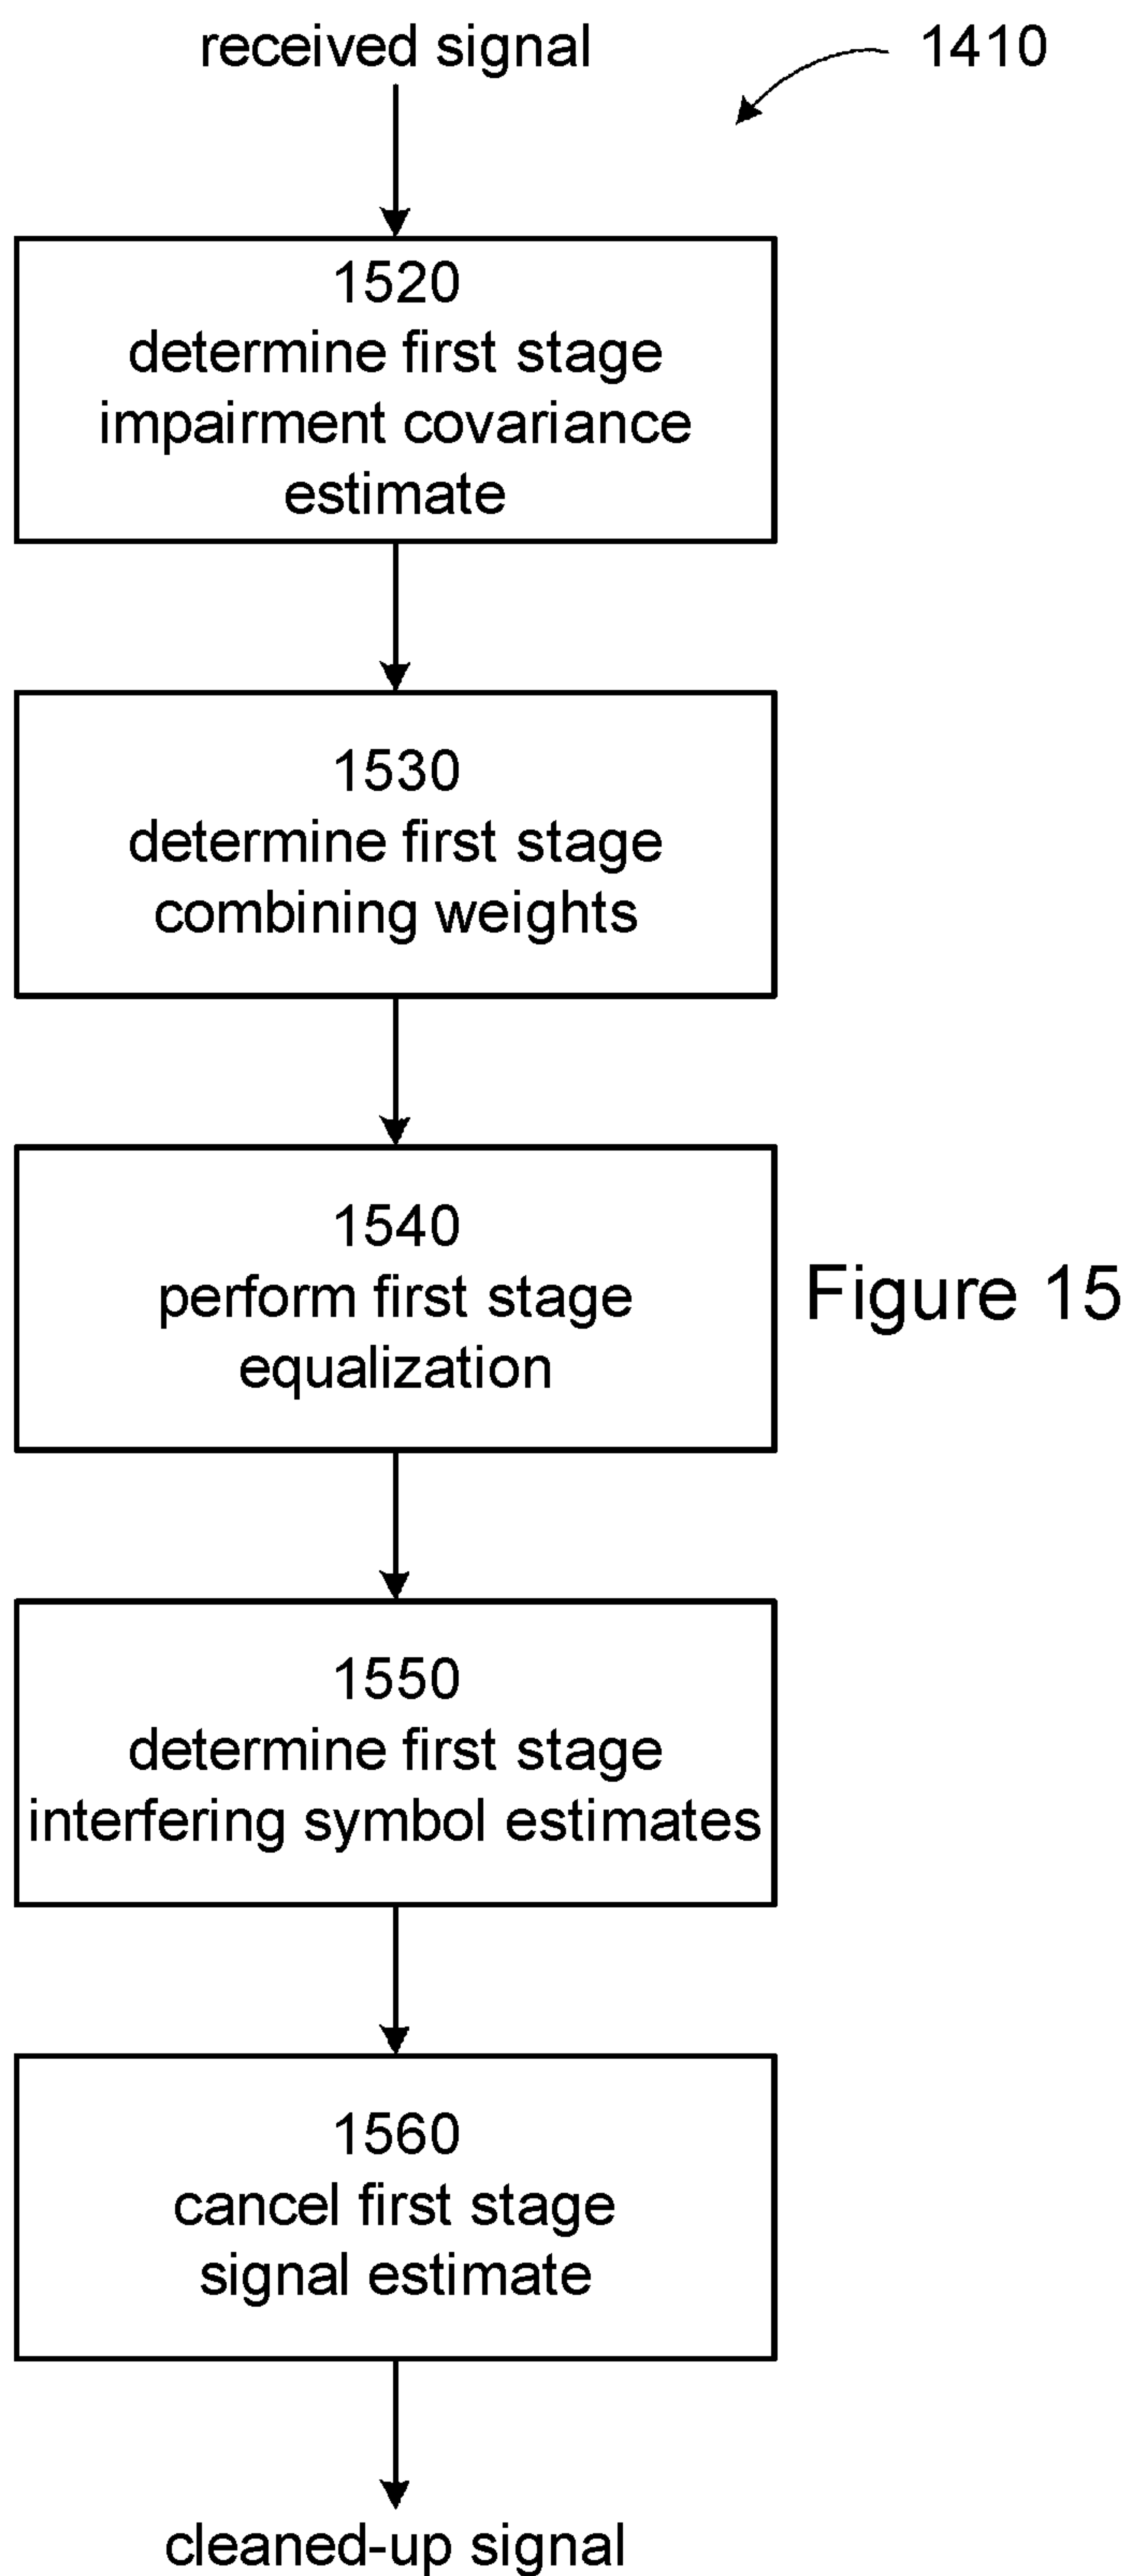 received signal
1410
1520
determine first stage
impairment covariance
estimate
1530
determine first stage
combining weights
1540
perform first stage
equalization
Figure 15
1550
determine first stage
interfering symbol estimates
1560
cancel first stage
signal estimate
cleaned-up signal